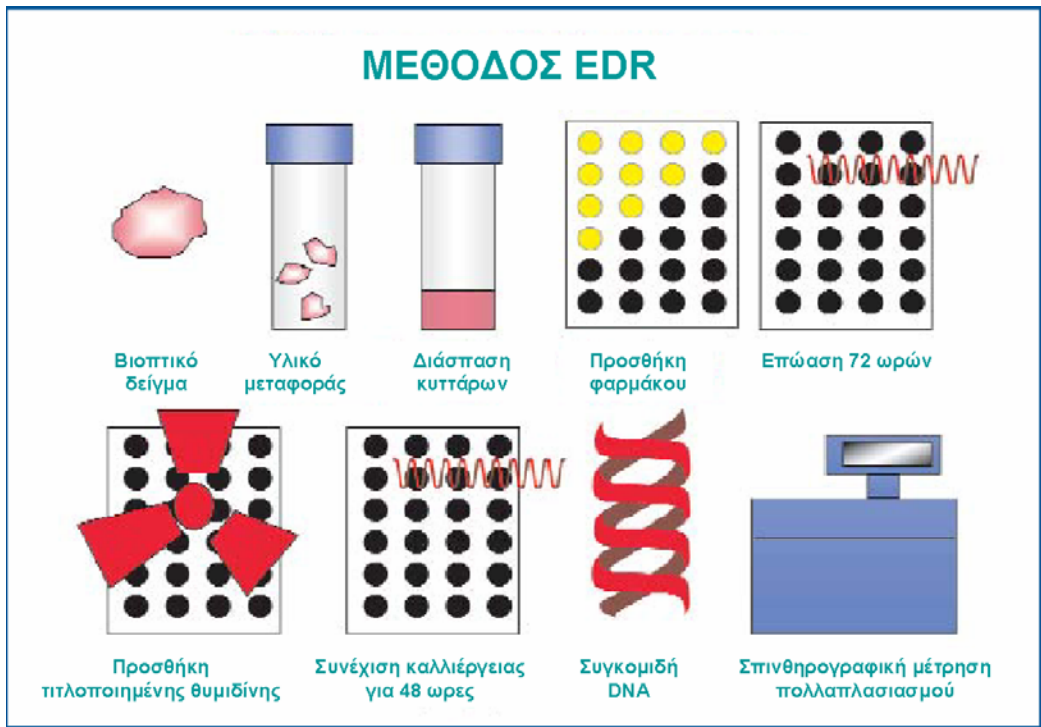 ΜΕΘΟΔΟΣ EDR
Βιοπτικό
δείγμα
Υλικό
μεταφοράς
Διάσπαση
κυττάρων
Προσθήκη
φαρμάκου
Επώαση 72 ωρών
Προσθήκη
τιτλοποιημένης θυμιδίνης
Συνέχιση καλλιέργειας
για 48 ωρες
Συγκομιδή
DNA
Σπινθηρογραφική μέτρηση
πολλαπλασιασμού